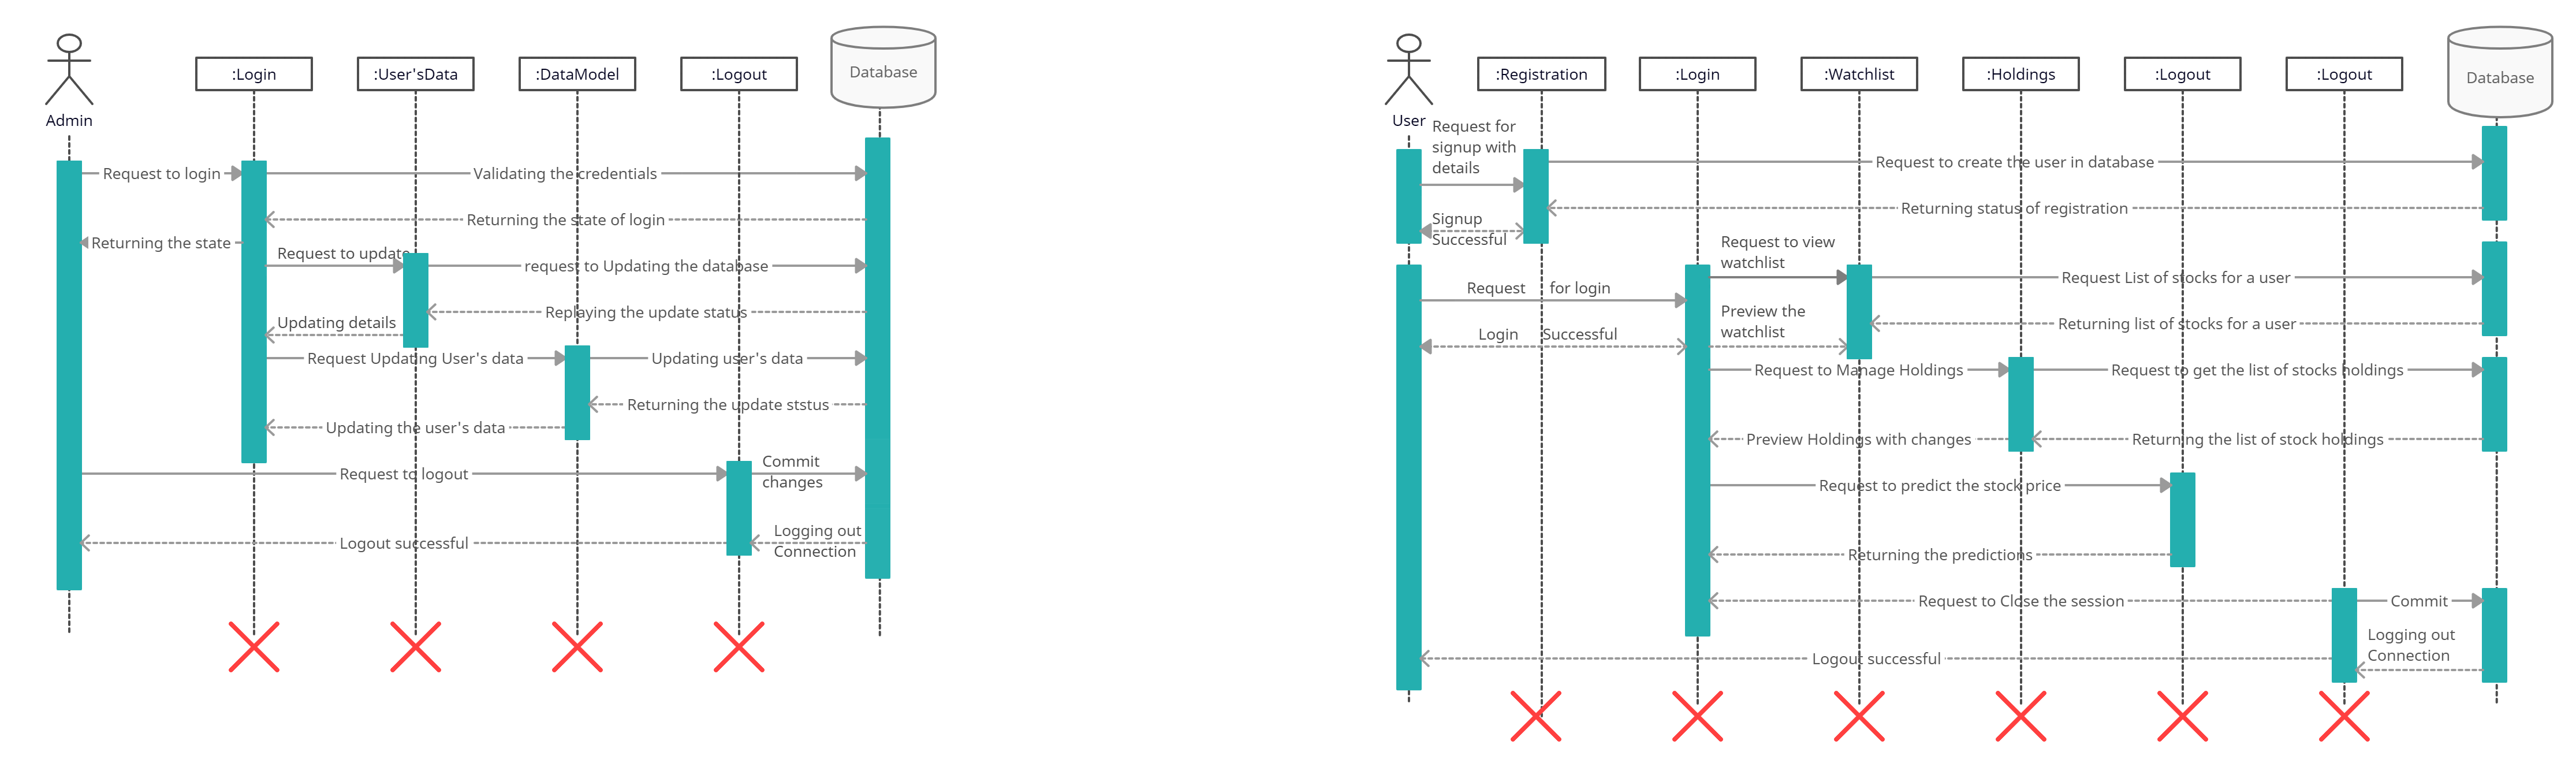 Admin
:Login
:User'sData
:DataModel
:Logout
Database
Request to login
Validating the credentials
Returning the state of login
Returning the state
Request to update
request to Updating the database
Replaying the update status
Updating details
Request Updating User's data
Updating user's data
Returning the update ststus
Updating the user's data
Request to logout
Commit
changes
Logging out
Connection
Logout successful
User
:Registration
:Login
:Watchlist
:Holdings
:Logout
:Logout
Database
Request for
signup with
details
Request to create the user in database
Returning status of registration
Signup
Successful
Request to view
watchlist
Request List of stocks for a user
Request for login
Preview the
watchlist
Returning list of stocks for a user
Login Successful
Request to Manage Holdings
Request to get the list of stocks holdings
Preview Holdings with changes
Returning the list of stock holdings
Request to predict the stock price
Returning the predictions
Request to Close the session
Commit
Logging out
Connection
Logout successful